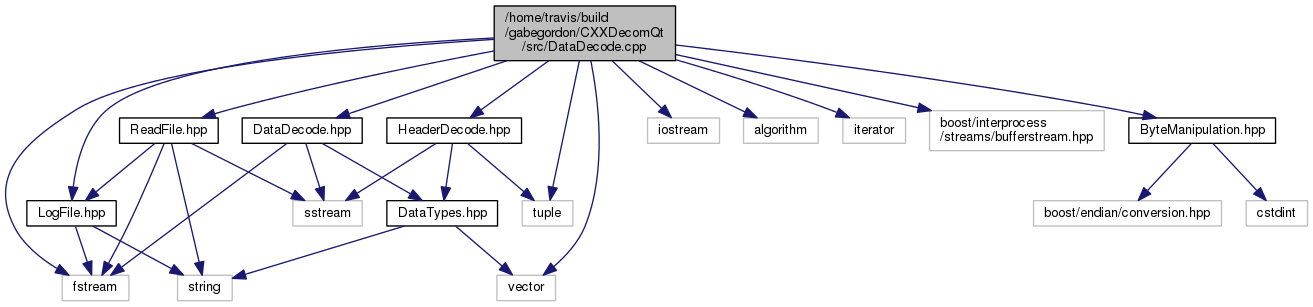 /home/travis/build
/gabegordon/CXXDecomQt
/src/DataDecode.cpp
ReadFile.hpp
DataDecode.hpp
HeaderDecode.hpp
iostream
algorithm
iterator
boost/interprocess
/streams/bufferstream.hpp
ByteManipulation.hpp
LogFile.hpp
sstream
DataTypes.hpp
tuple
boost/endian/conversion.hpp
cstdint
fstream
string
vector